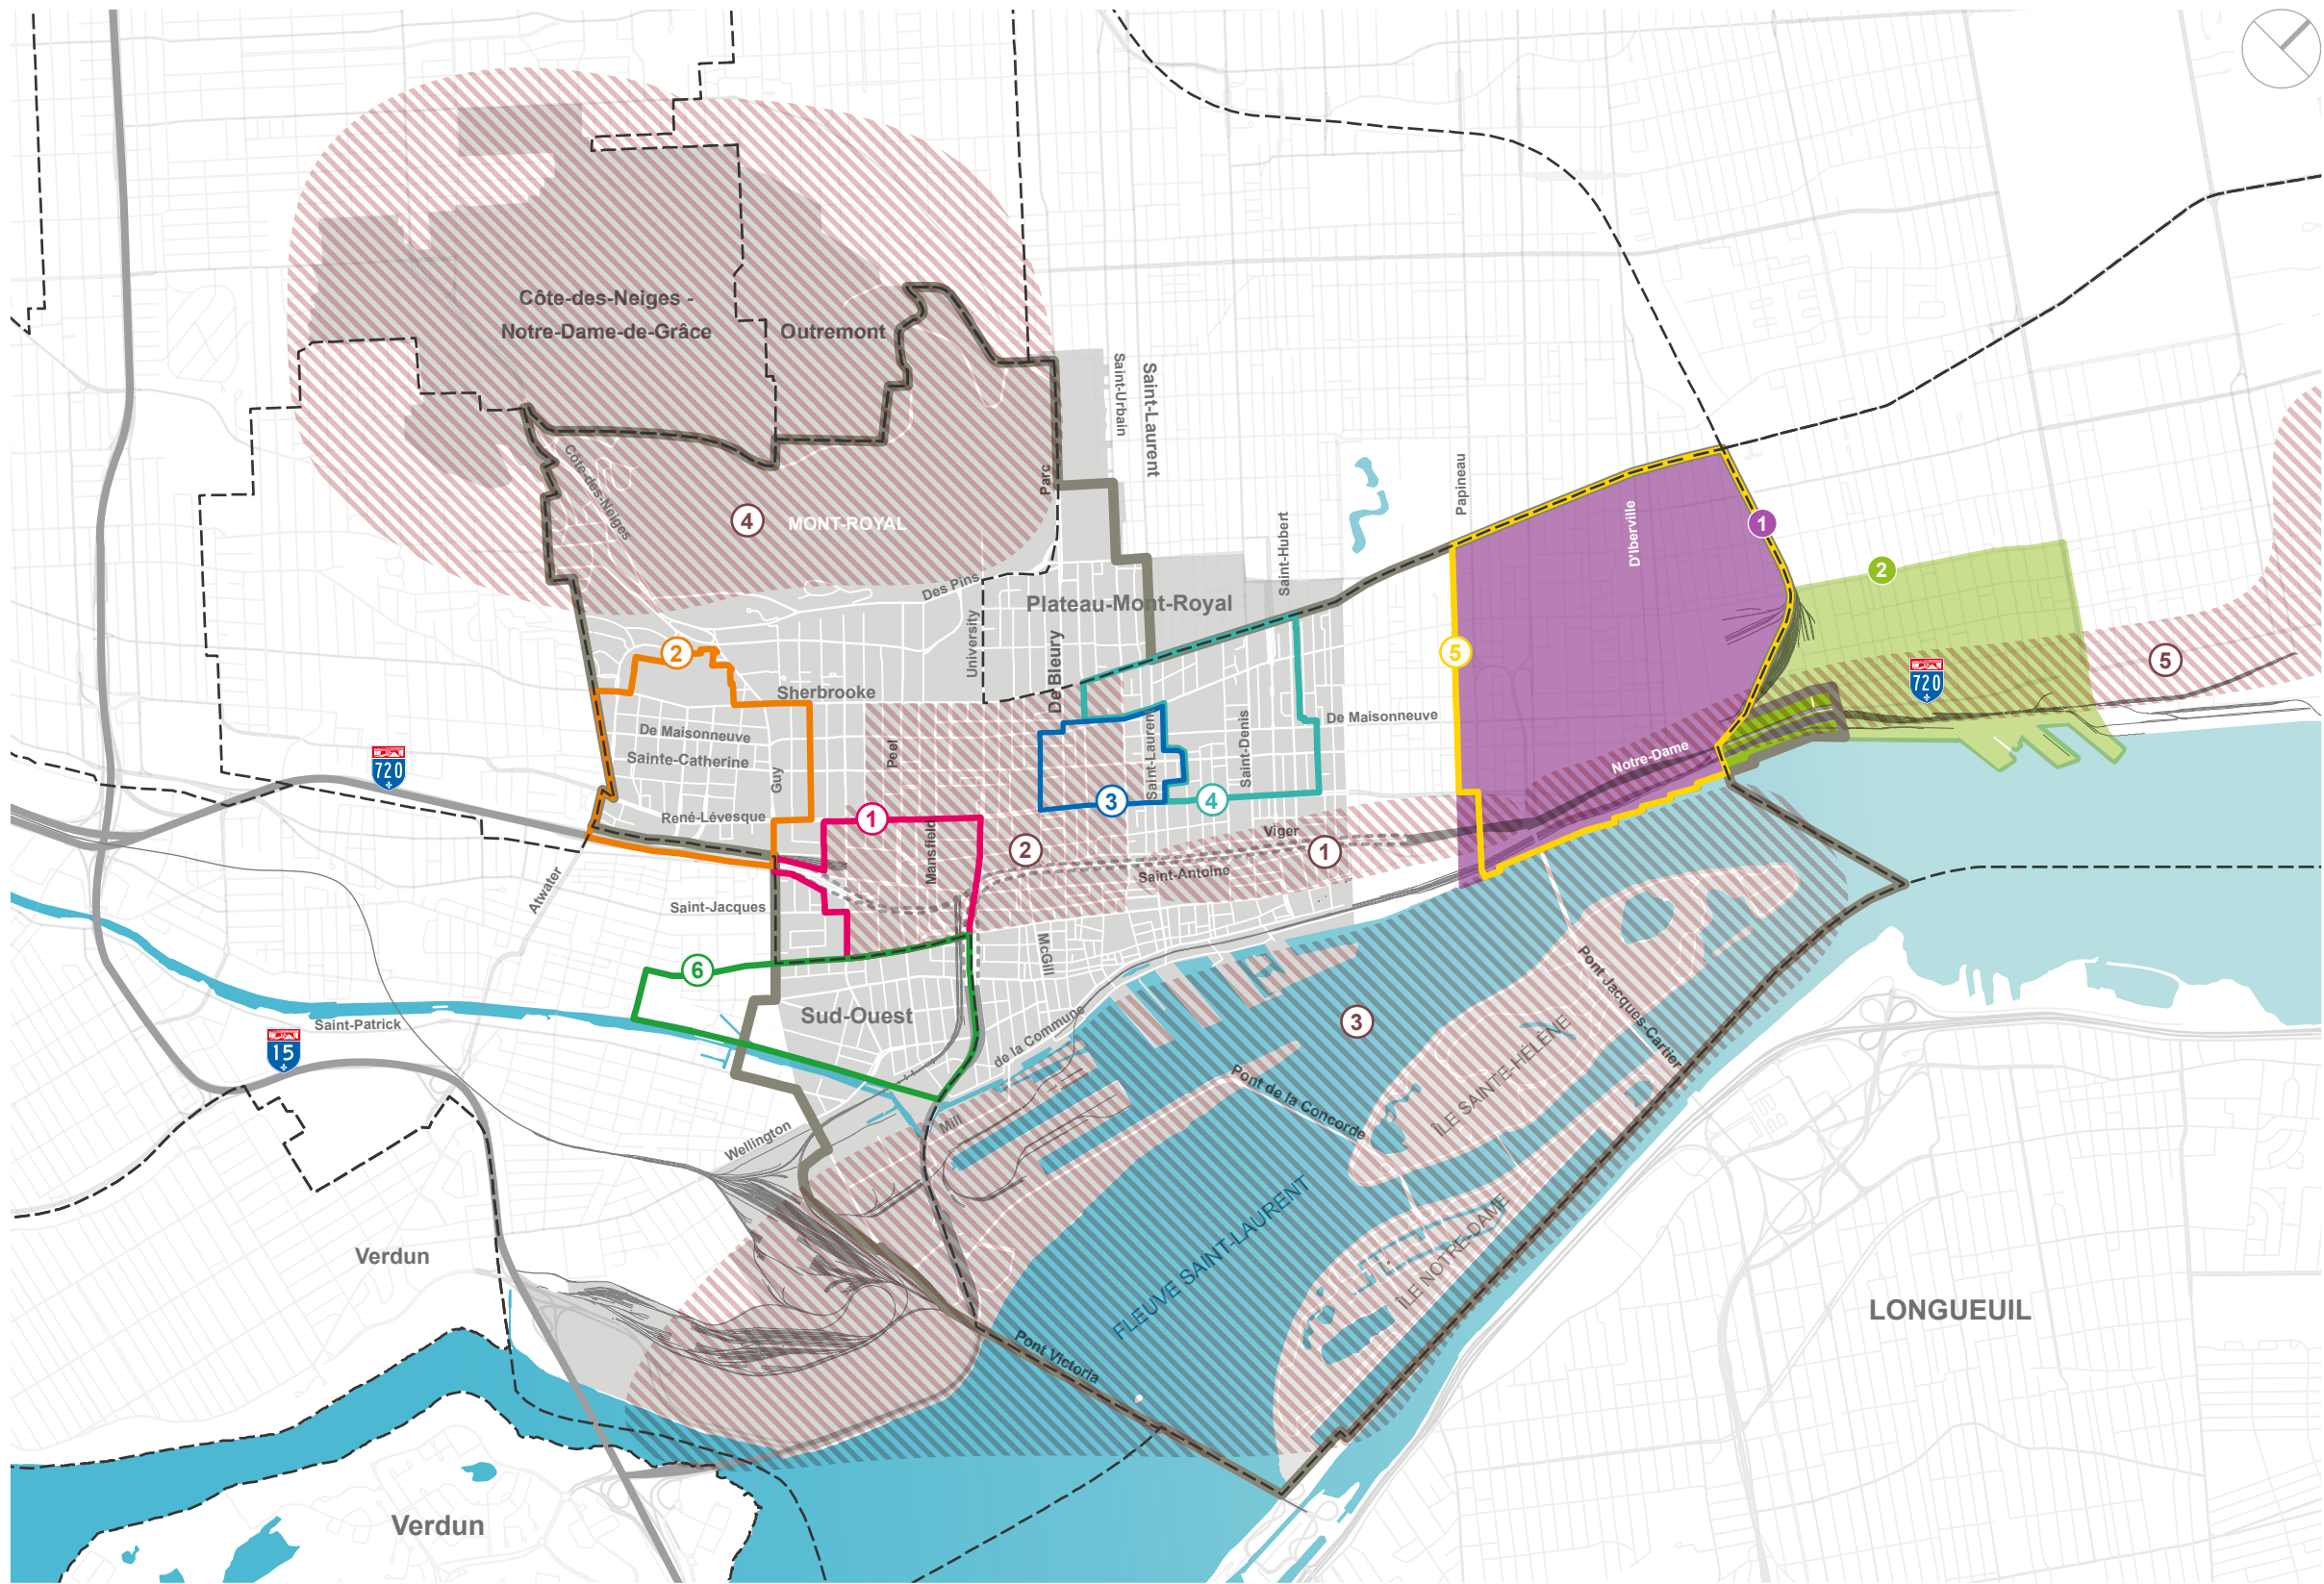 Côte-des-Neiges -
Notre-Dame-de-Grâce
Outremont
Saint-Urbain
Saint-Laurent
Côte-des-Neiges
Parc
Papineau
D'Iberville
4
MONT-ROYAL
1
Saint-Hubert
2
Des Pins
Plateau-Mont-Royal
University
De Bleury
2
5
5
Sherbrooke
720
De Maisonneuve
Sainte-Catherine
Guy
Peel
Saint-Laurent
Saint-Denis
De Maisonneuve
Notre-Dame
720
René-Lévesque
1
3
4
Mansfield
2
Viger
1
Saint-Antoine
Atwater
Saint-Jacques
6
McGill
Pont Jacques-Cartier
Sud-Ouest
3
Saint-Patrick
15
de la Commune
ÎLE SAINTE-HÉLÈNE
Pont de la Concorde
Mill
Wellington
FLEUVE SAINT-LAURENT
ÎLE NOTRE-DAME
Verdun
LONGUEUIL
Pont Victoria
Verdun